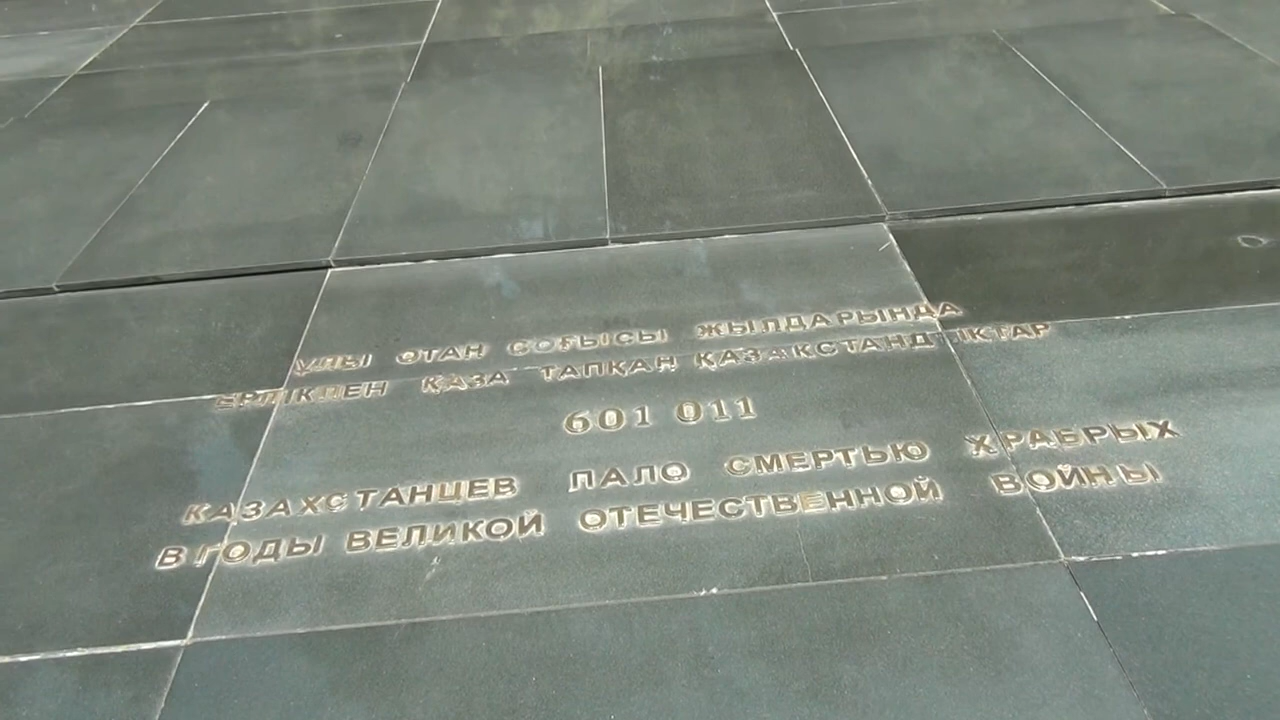 ҰЛЫ ОТАН СОҒЫСЫ ЖЫЛДАРЫНДА
ЕРЛІКПЕН ҚАЗА ТАПҚАН ҚАЗАҚСТАНДЫҚТАР
601 011
КАЗАХСТАНЦЕВ ПАЛО СМЕРТЬЮ ХРАБРЫХ
В ГОДЫ ВЕЛИКОЙ ОТЕЧЕСТВЕННОЙ ВОЙНЫ